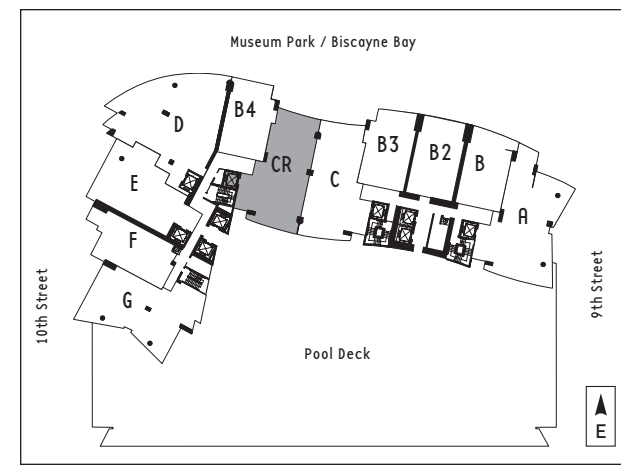 Museum Park / Biscayne Bay
B4
D
CR
C
B3
B2
B
A
E
F
G
10th Street
9th Street
Pool Deck
E